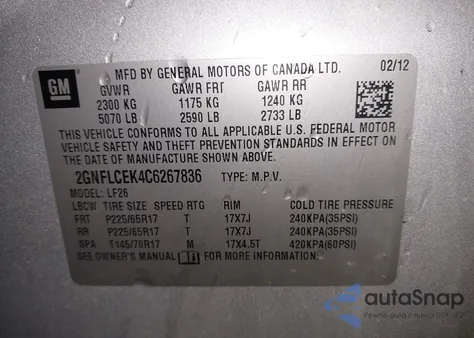 GM
MFD BY GENERAL MOTORS OF CANADA LTD. 02/12
GVWR GAWR FRT GAWR RR
2300 KG 1175 KG 1240 KG
5070 LB 2590 LB 2733 LB
THIS VEHICLE CONFORMS TO ALL APPLICABLE U.S. FEDERAL MOTOR
VEHICLE SAFETY AND THEFT PREVENTION STANDARDS IN EFFECT ON THE
DATE OF MANUFACTURE SHOWN ABOVE.
2GNFLCEK4C6267836 TYPE: M.P.V.
MODEL: LF26
LBCW TIRE SIZE SPEED RTG RIM COLD TIRE PRESSURE
FRT P225/65R17 T 17X7J 240KPA(35PSI)
RR P225/65R17 T 17X7J 240KPA(35PSI)
SPA T145/70R17 M 17X4.5T 420KPA(60PSI)
SEE OWNER'S MANUAL FOR MORE INFORMATION.
autoSnap